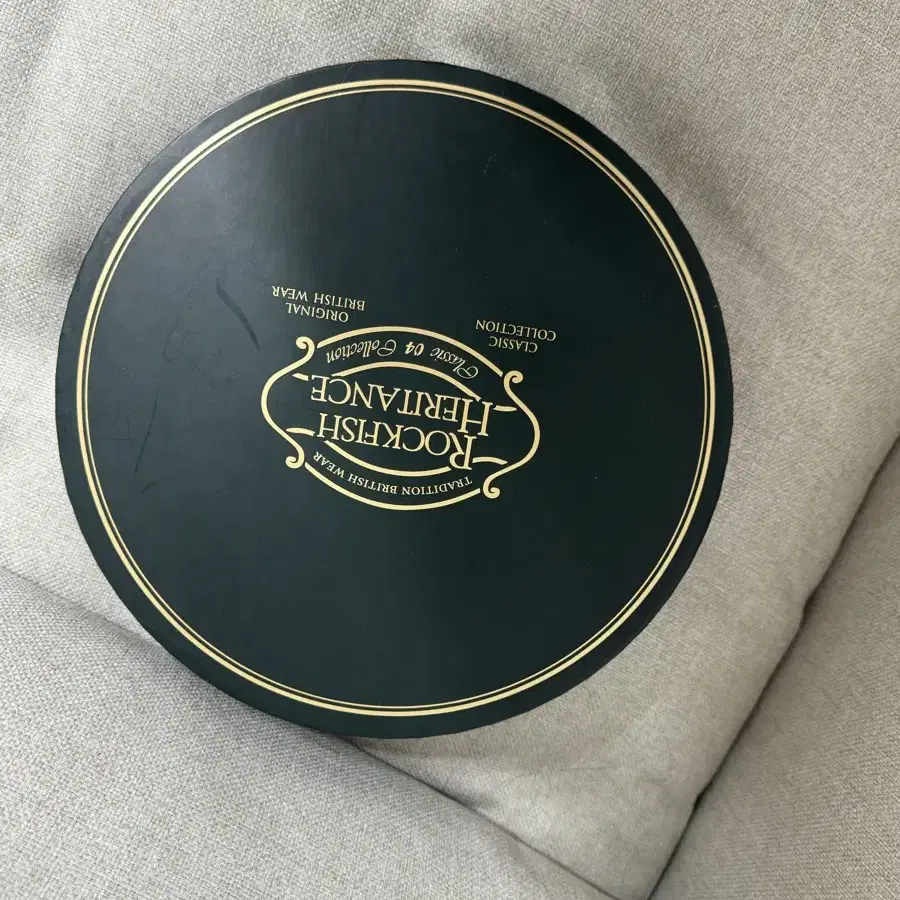 TRADITION BRITISH WEAR
ROCKFISH
HERITANCE
Classic 04 Collection
CLASSIC
COLLECTION
ORIGINAL
BRITISH WEAR